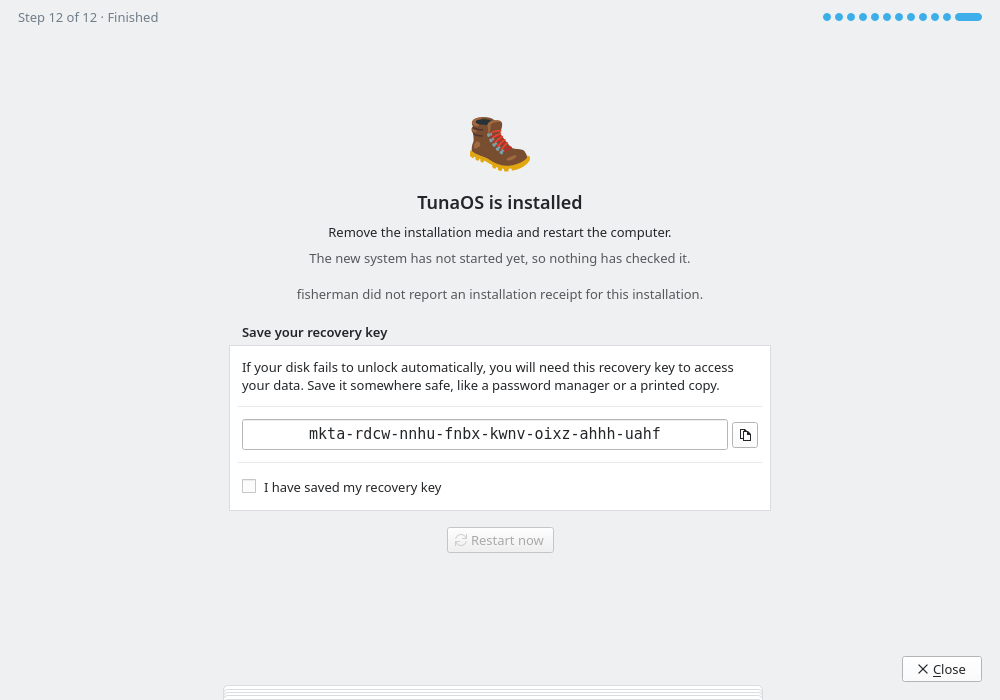 Step 12 of 12 · Finished
TunaOS is installed
Remove the installation media and restart the computer.
The new system has not started yet, so nothing has checked it.
fisherman did not report an installation receipt for this installation.
Save your recovery key
If your disk fails to unlock automatically, you will need this recovery key to access
your data. Save it somewhere safe, like a password manager or a printed copy.
mkta-rdcw-nnhu-fnbx-kwnv-oixz-ahhh-uahf
I have saved my recovery key
Restart now
Close